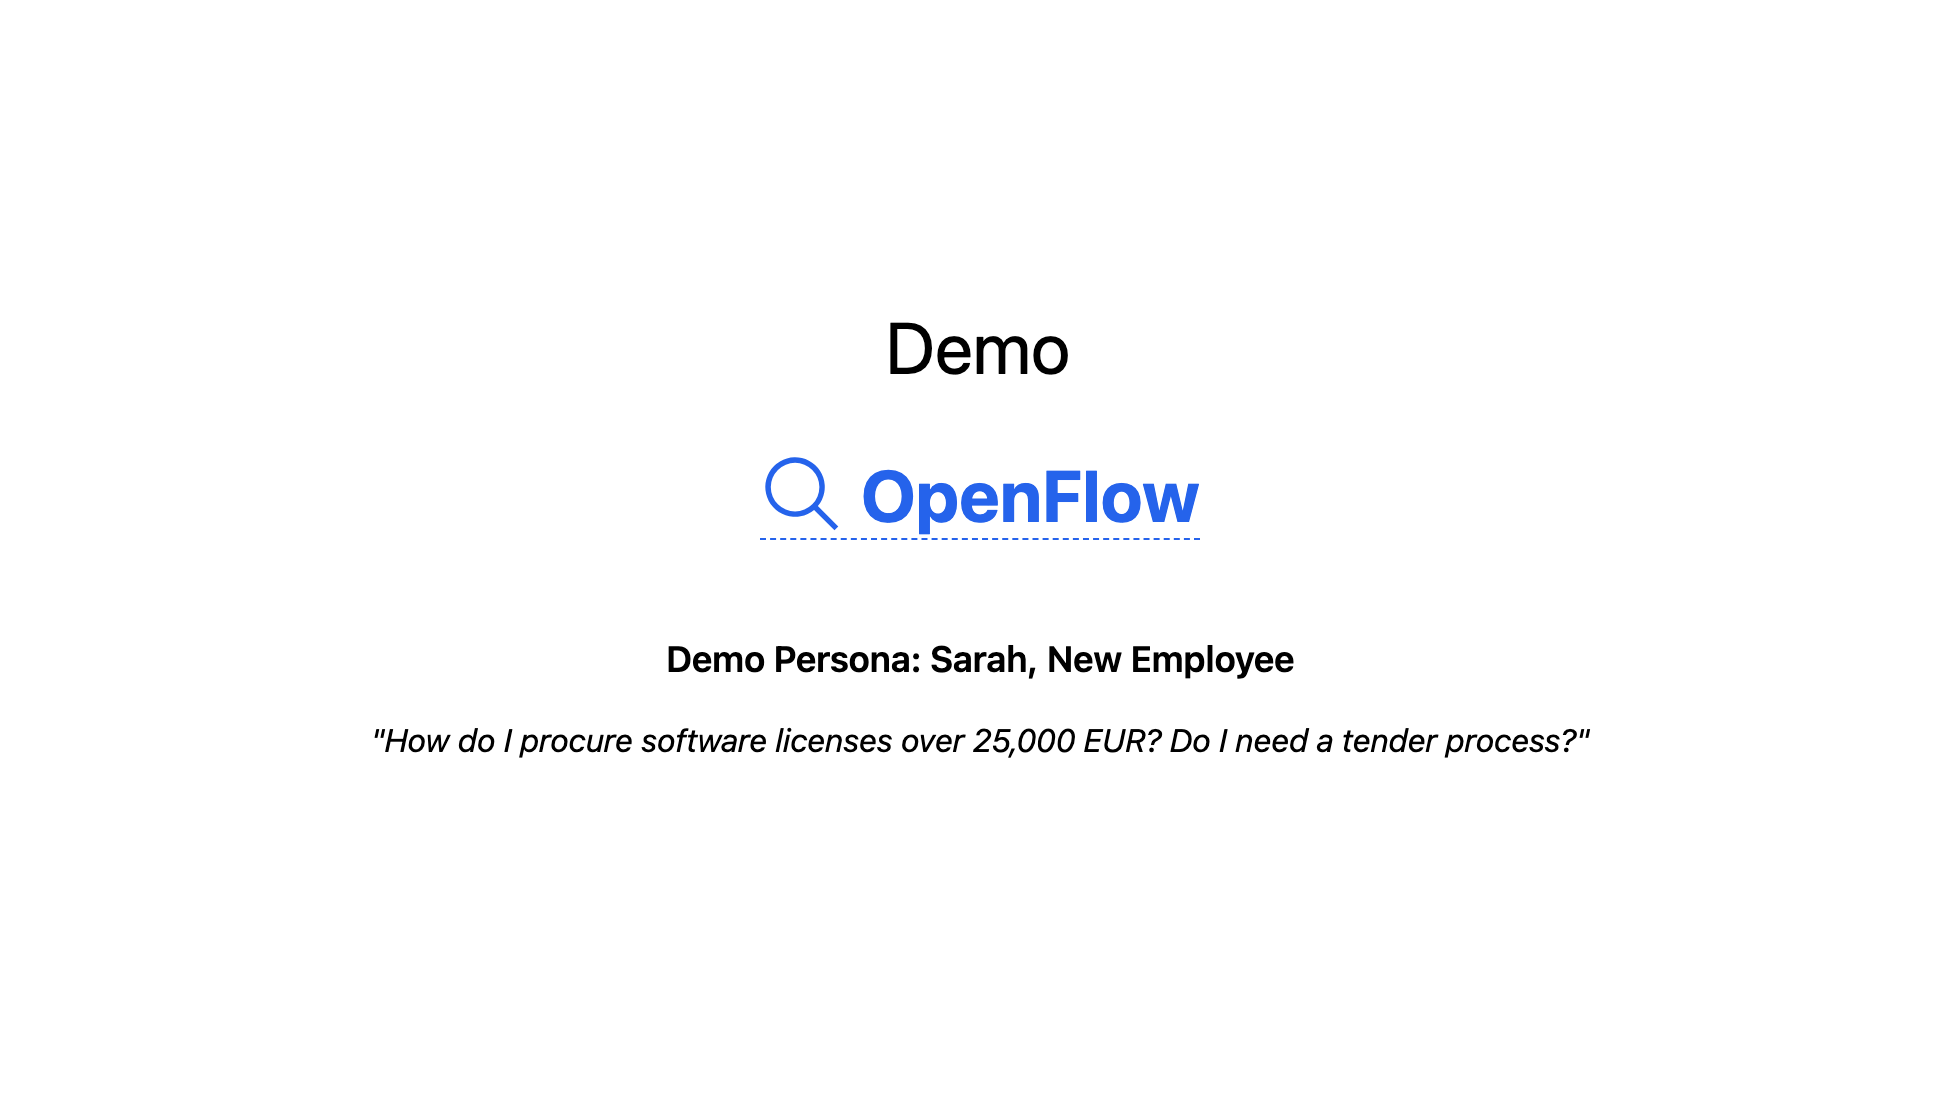 Demo
OpenFlow
Demo Persona: Sarah, New Employee
"How do I procure software licenses over 25,000 EUR? Do I need a tender process?"